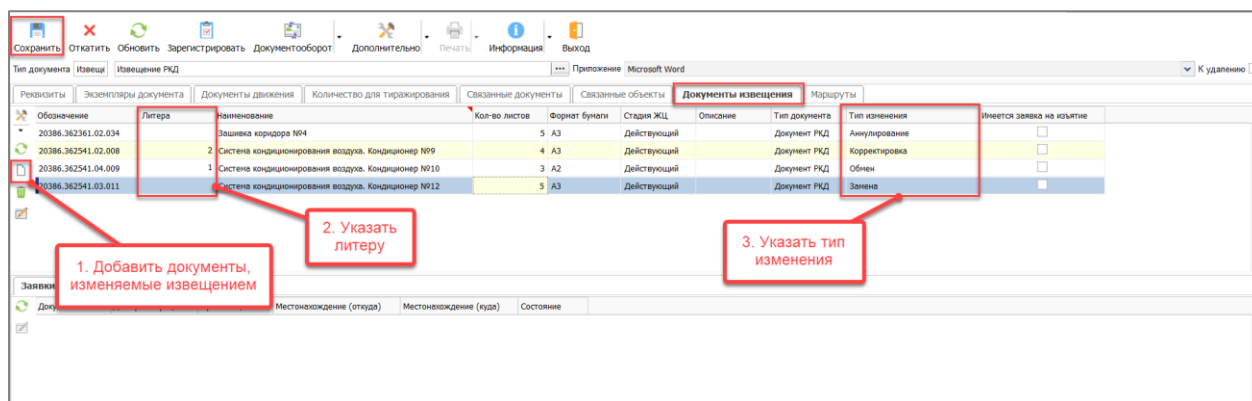 Сохранить Откатить Обновить Зарегистрировать Документооборот Дополнительно Печать Информация Выход
Тип документа Извещи Извещение РКД ... Приложение Microsoft Word К удалению
Реквизиты Экземпляры документа Документы движения Количество для тиражирования Связанные документы Связанные объекты Документы извещения Маршруты
Обозначение Литера Наименование Кол-во листов Формат бумаги Стадия ЖЦ Описание Тип документа Тип изменения Имеется заявка на изъятие
20386.362361.02.034 Зашивка коридора №94 5 А3 Действующий Документ РКД Аннулирование
20386.362541.02.008 2 Система кондиционирования воздуха. Кондиционер №99 4 А3 Действующий Документ РКД Корректировка
20386.362541.04.009 1 Система кондиционирования воздуха. Кондиционер №210 3 А2 Действующий Документ РКД Обмен
20386.362541.03.011 Система кондиционирования воздуха. Кондиционер №12 5 А3 Действующий Документ РКД Замена
2. Указать
литеру
3. Указать тип
изменения
1. Добавить документы,
изменяемые извещением
Заявки
Местонахождение (откуда) Местонахождение (куда) Состояние